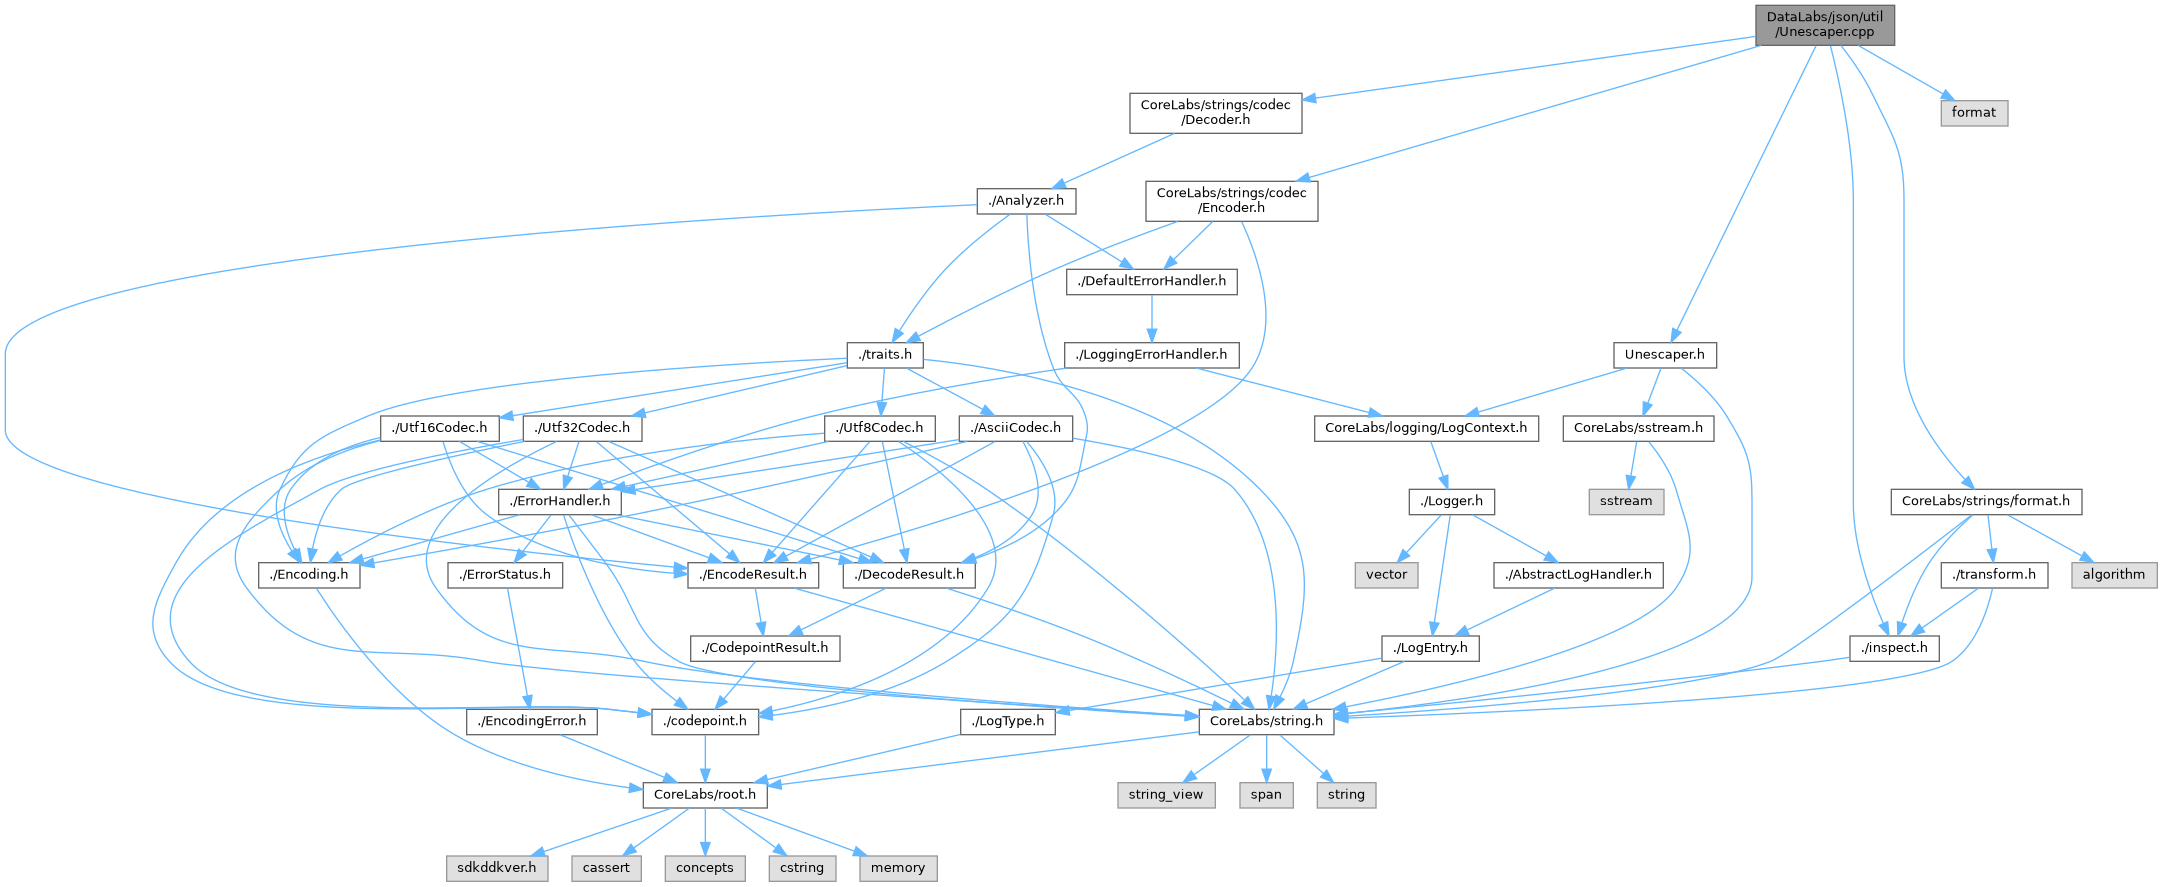 DataLabs/json/util
/Unescaper.cpp
CoreLabs/strings/codec
/Decoder.h
format
./Analyzer.h
CoreLabs/strings/codec
/Encoder.h
./DefaultErrorHandler.h
./traits.h
./LoggingErrorHandler.h
Unescaper.h
./Utf16Codec.h
./Utf32Codec.h
./Utf8Codec.h
./AsciiCodec.h
CoreLabs/logging/LogContext.h
CoreLabs/sstream.h
./ErrorHandler.h
./Logger.h
sstream
CoreLabs/strings/format.h
./Encoding.h
./ErrorStatus.h
./EncodeResult.h
./DecodeResult.h
vector
./AbstractLogHandler.h
./transform.h
algorithm
./CodepointResult.h
./LogEntry.h
./inspect.h
./EncodingError.h
./codepoint.h
./LogType.h
CoreLabs/string.h
CoreLabs/root.h
string_view
span
string
sdkddkver.h
cassert
concepts
cstring
memory